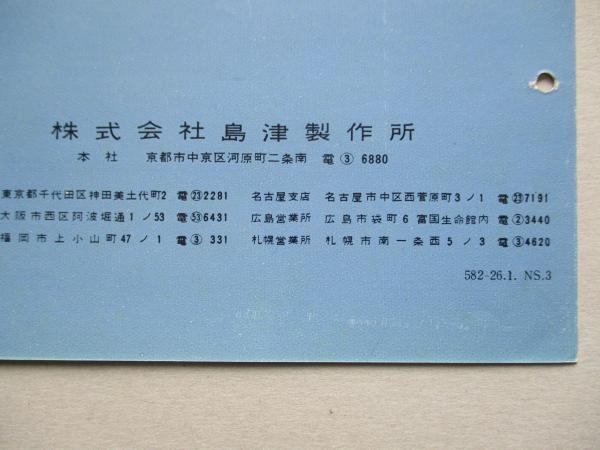 株式会社島津製作所
本社 京都市中京区河原町二条南 電③6880
東京都千代田区神田美土代町2 電㉓2281 名古屋支店 名古屋市中区西菅原町3ノ1 電㉓7191
大阪市西区阿波堀通1ノ53 電㊾6431 広島営業所 広島市袋町6 富国生命館内 電②3440
福岡市上小山町47ノ1 電③331 札幌営業所 札幌市南一条西5ノ3 電③4620
582-26.1. NS.3